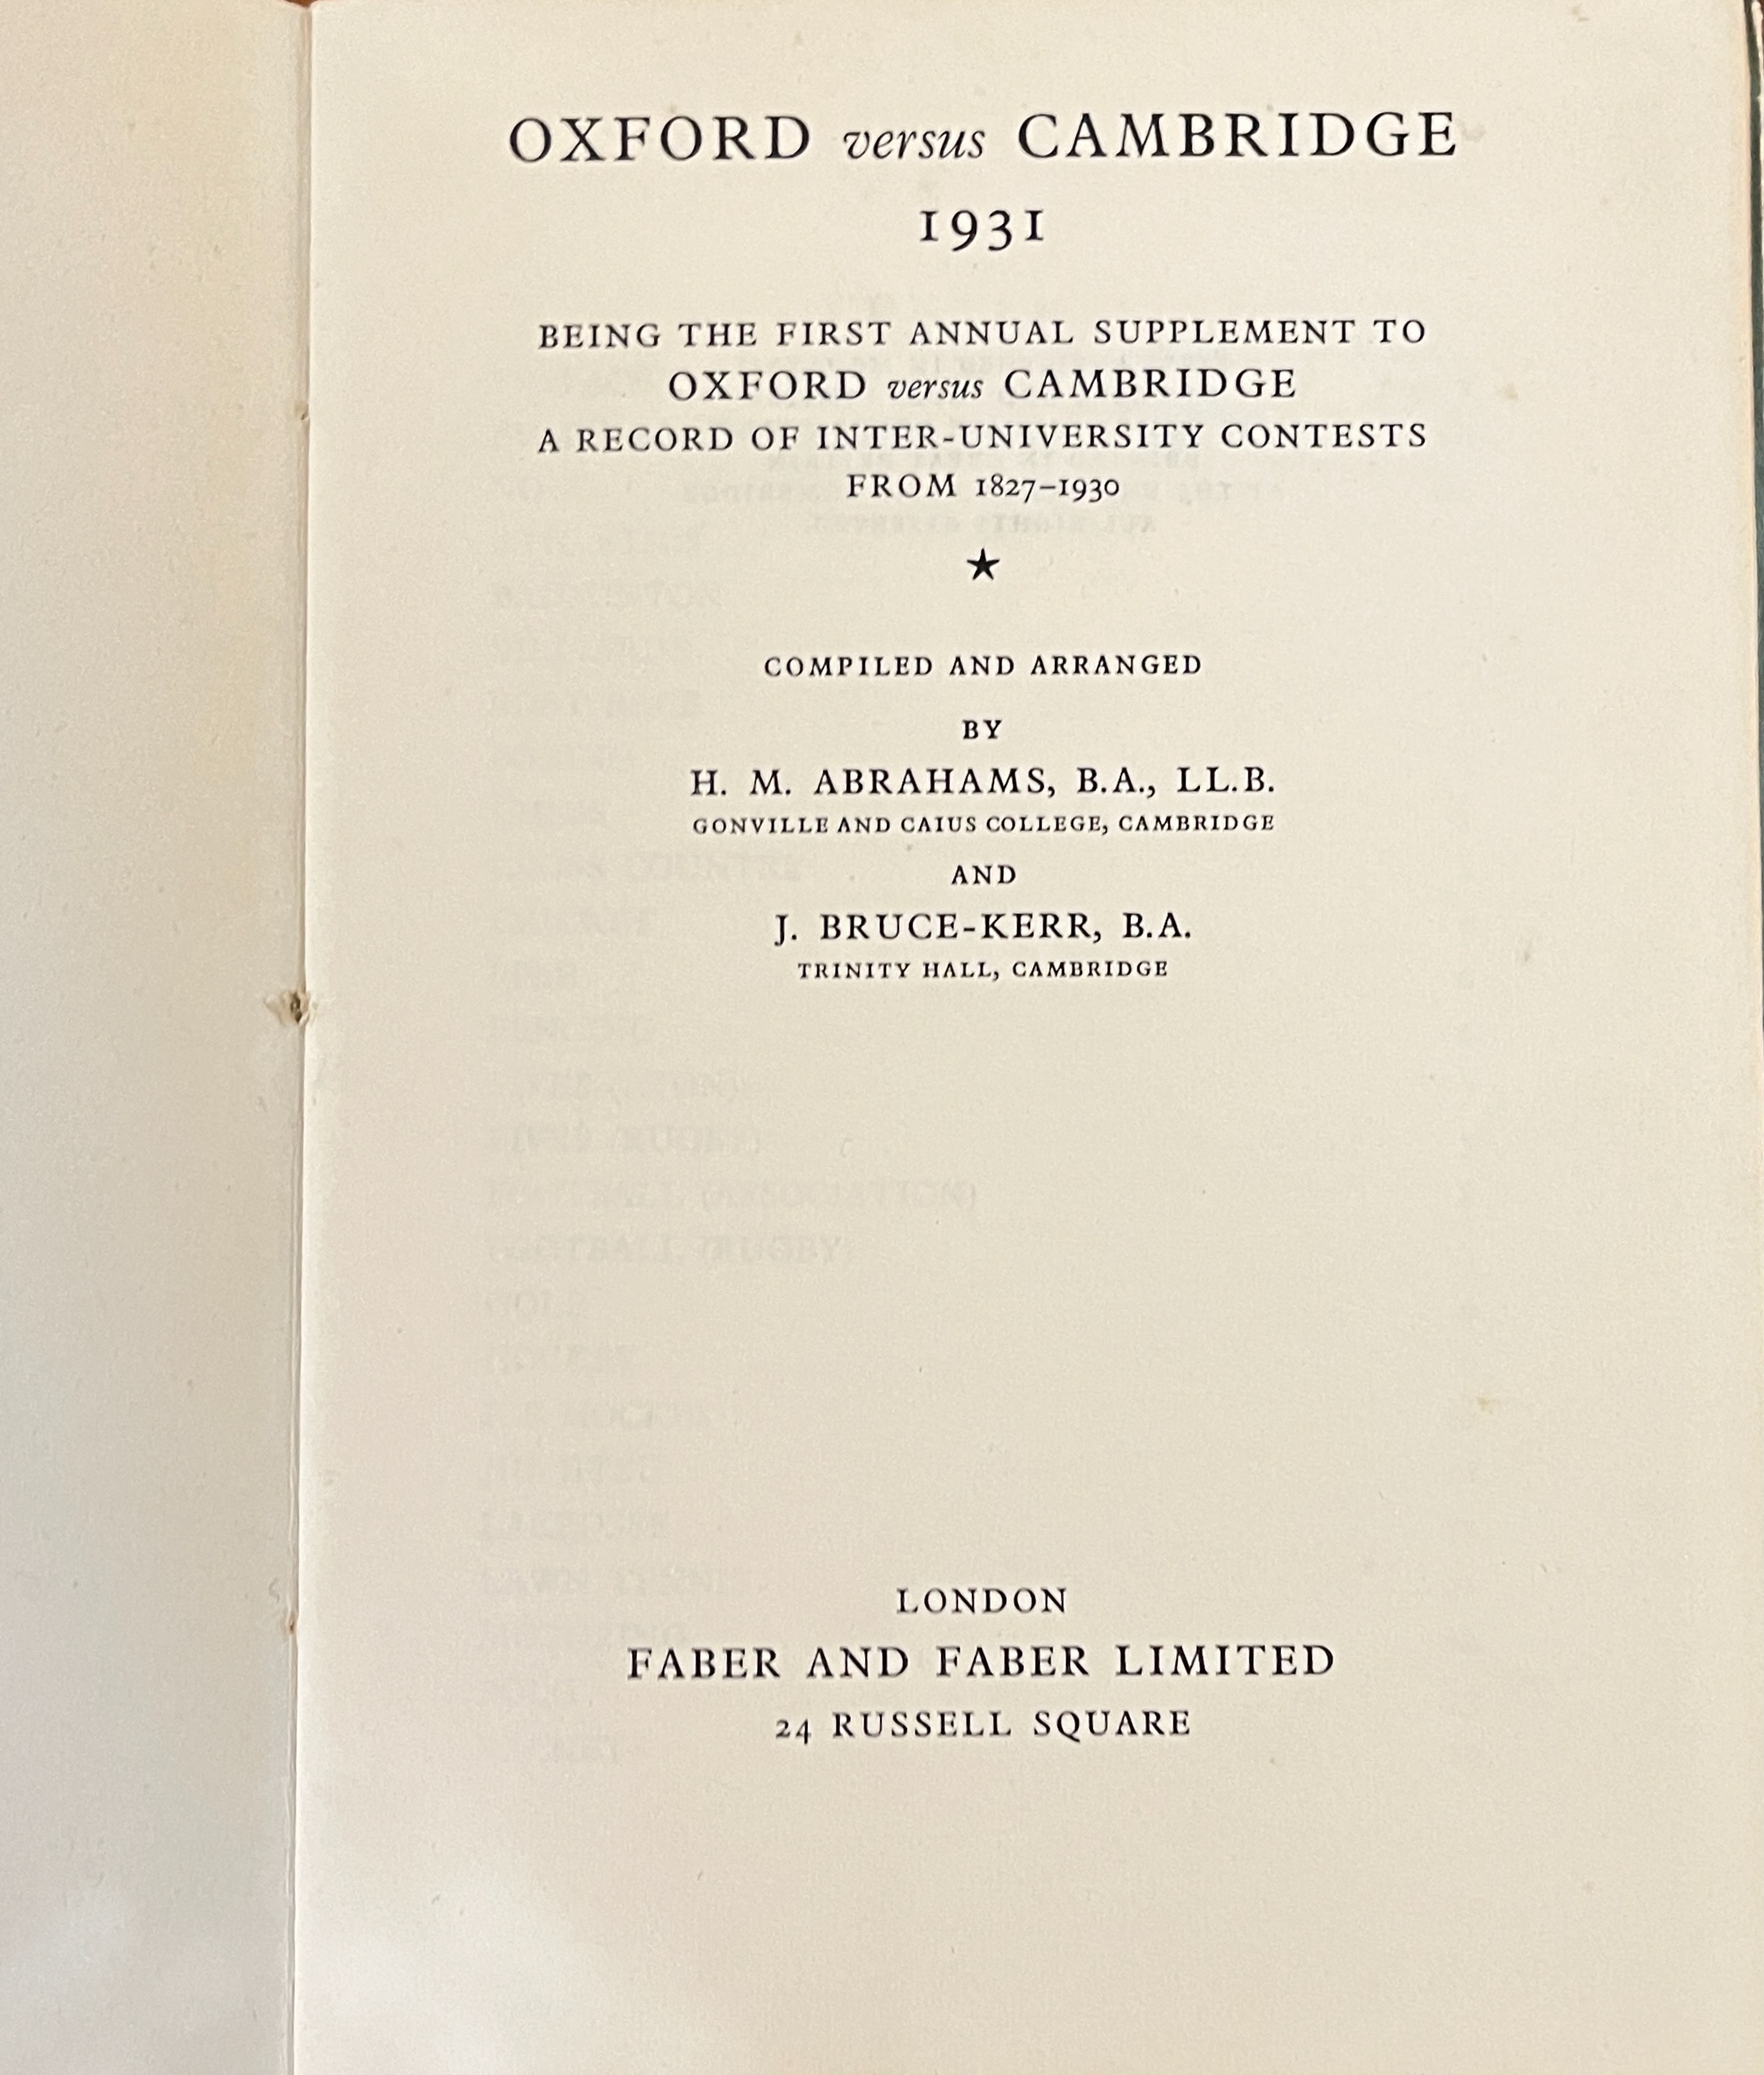 OXFORD versus CAMBRIDGE
1931
BEING THE FIRST ANNUAL SUPPLEMENT TO
OXFORD versus CAMBRIDGE
A RECORD OF INTER-UNIVERSITY CONTESTS
FROM 1827–1930
★
COMPILED AND ARRANGED
BY
H. M. ABRAHAMS, B.A., LL.B.
GONVILLE AND CAIUS COLLEGE, CAMBRIDGE
AND
J. BRUCE-KERR, B.A.
TRINITY HALL, CAMBRIDGE
LONDON
FABER AND FABER LIMITED
24 RUSSELL SQUARE